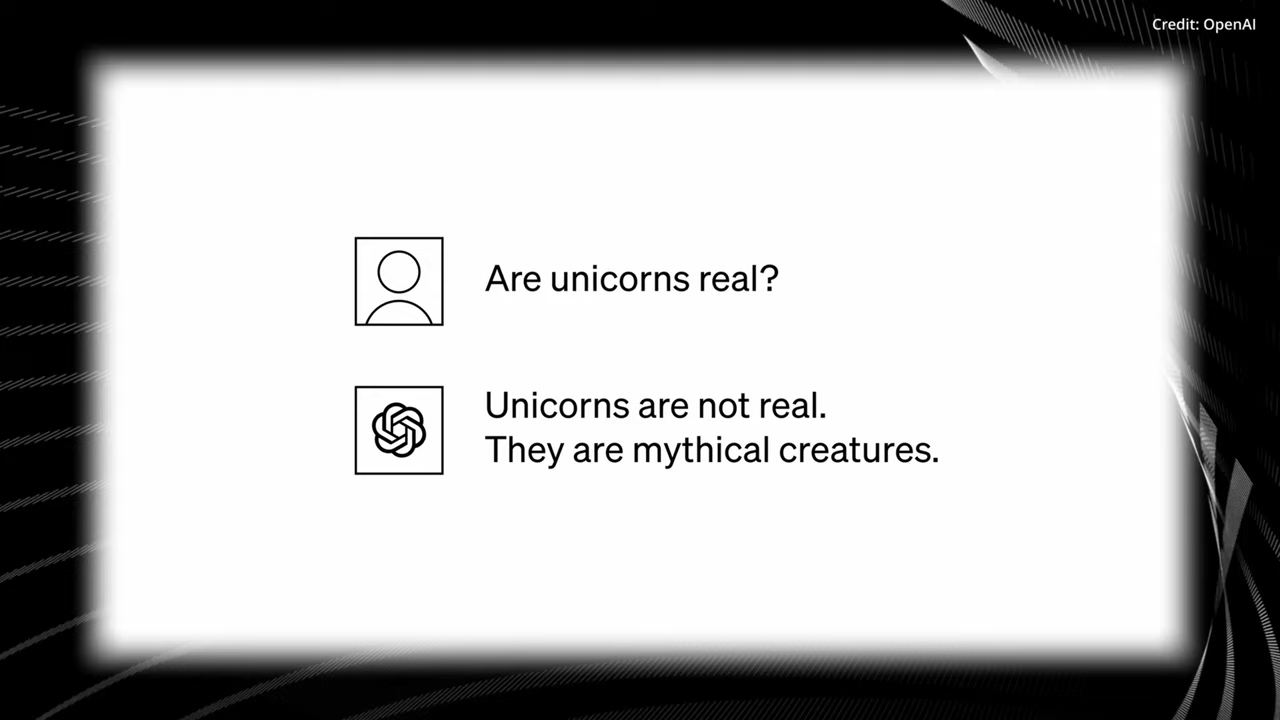 Credit: OpenAI
Are unicorns real?
Unicorns are not real.
They are mythical creatures.